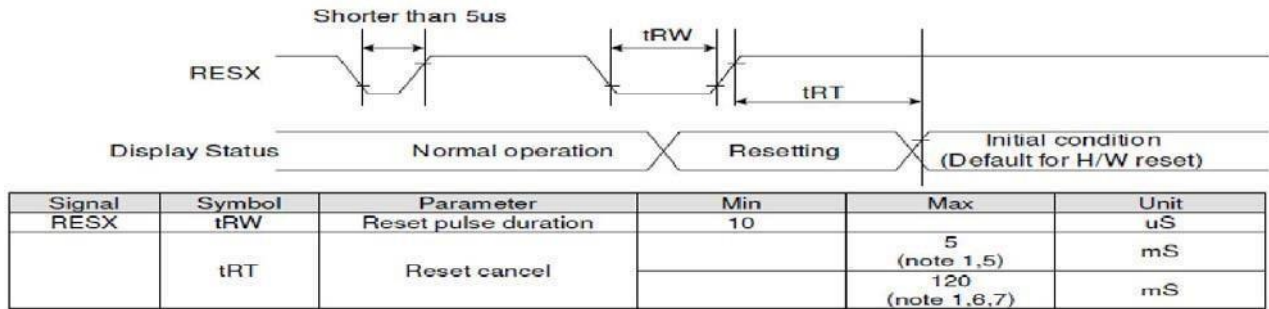 Shorter than 5us
tRW
RESX
tRT
Display Status
Normal operation
Resetting
Initial condition
(Default for H/W reset)
Signal Symbol Parameter Min Max Unit
RESX tRW Reset pulse duration 10 uS
tRT Reset cancel 5 (note 1,5) mS
120 (note 1,6,7) mS